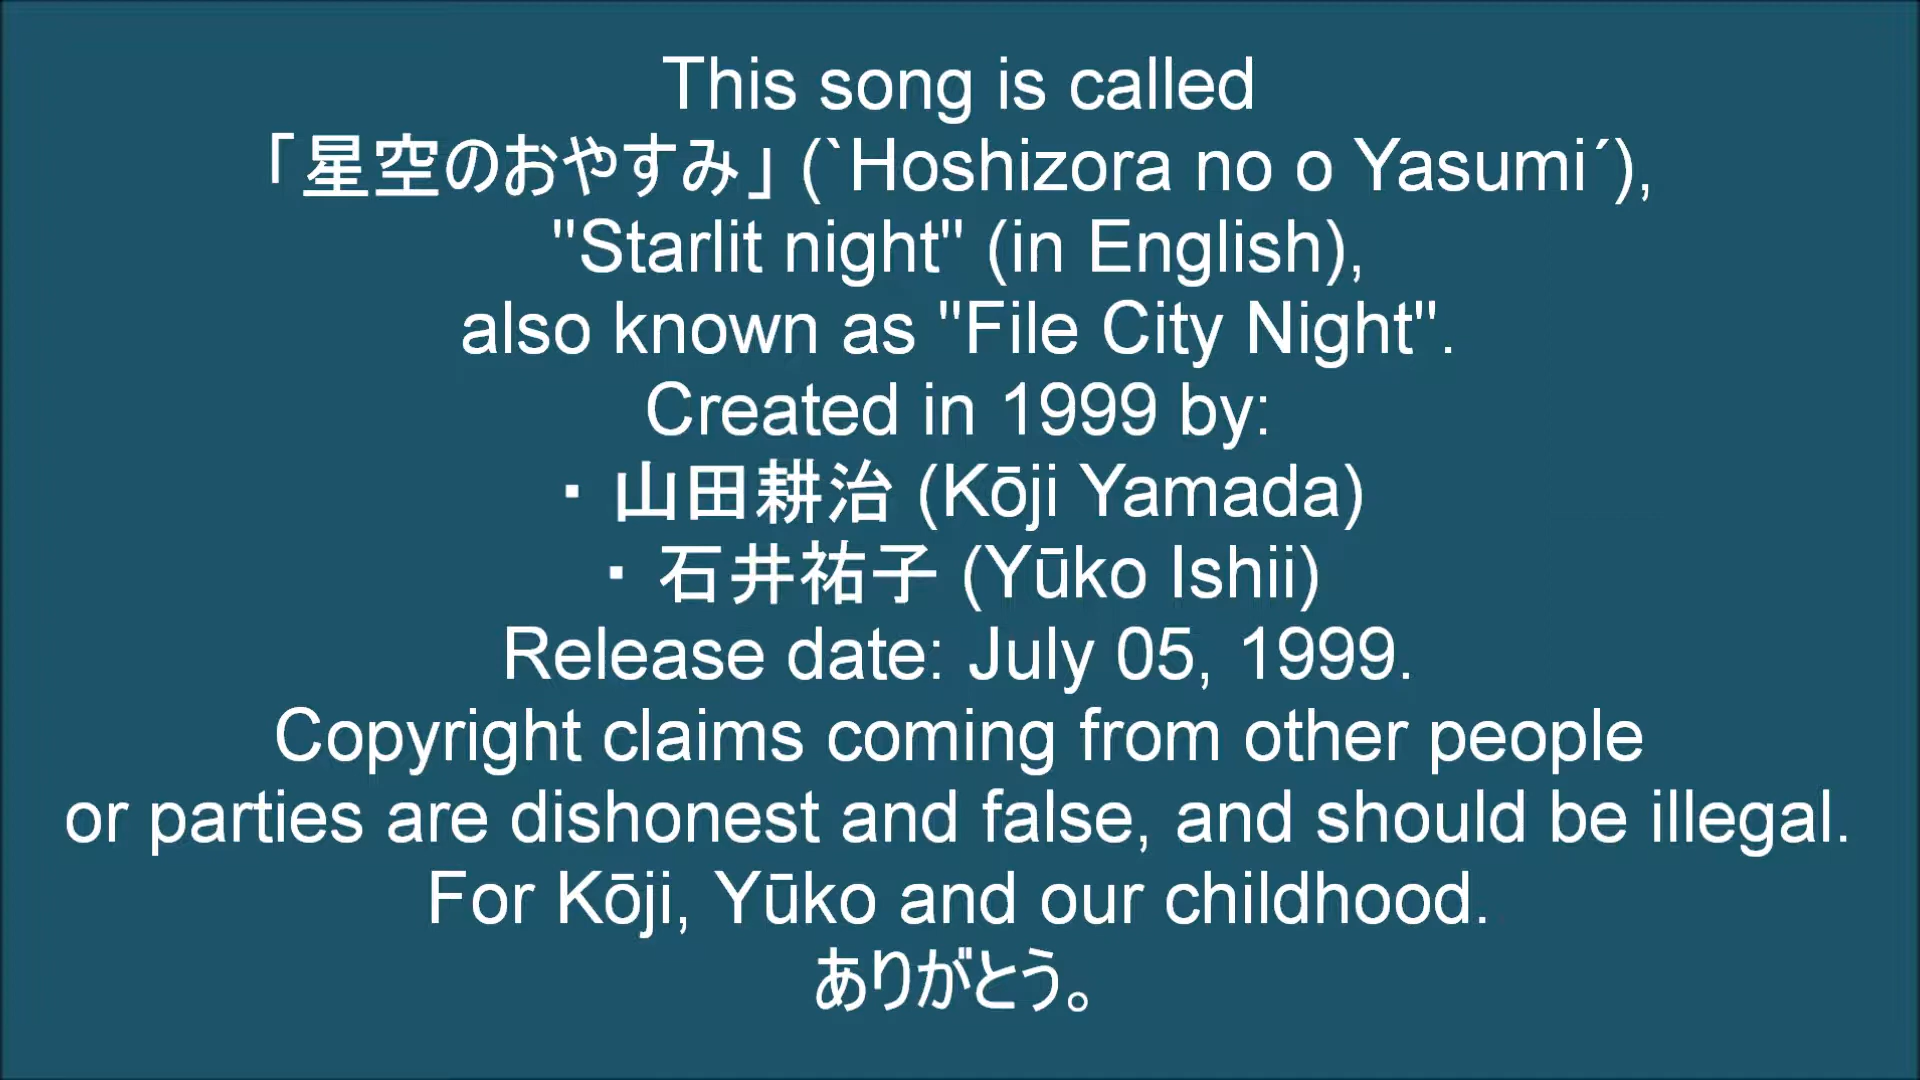 This song is called
「星空のおやすみ」 (`Hoshizora no o Yasumi´),
"Starlit night" (in English),
also known as "File City Night".
Created in 1999 by:
・ 山田耕治 (Kōji Yamada)
・ 石井祐子 (Yūko Ishii)
Release date: July 05, 1999.
Copyright claims coming from other people
or parties are dishonest and false, and should be illegal.
For Kōji, Yūko and our childhood.
ありがとう。